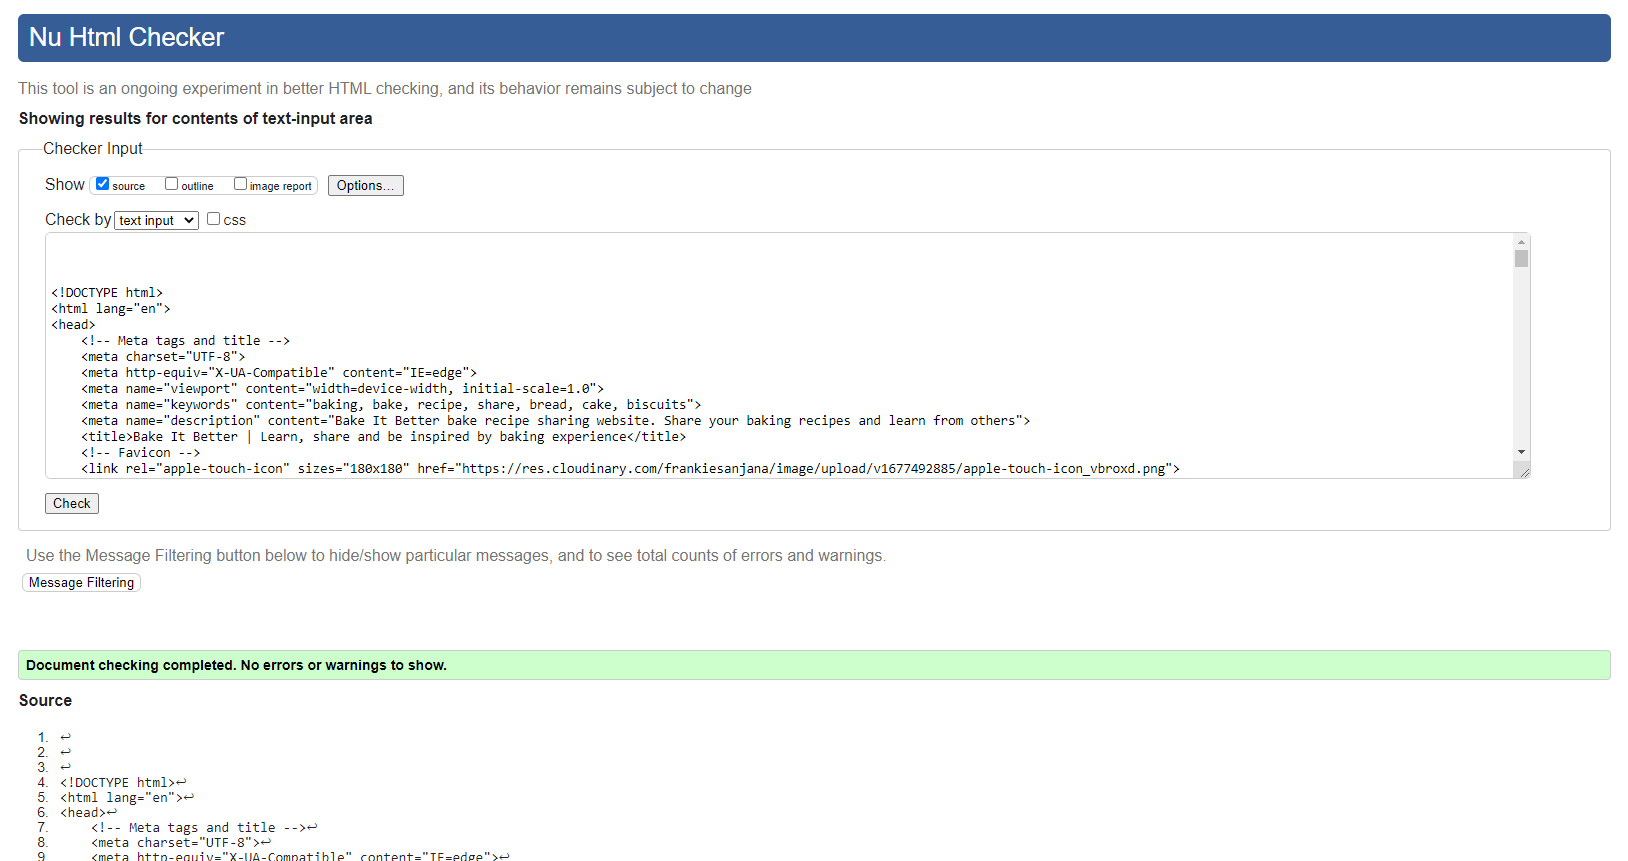 Nu Html Checker
This tool is an ongoing experiment in better HTML checking, and its behavior remains subject to change
Showing results for contents of text-input area
Checker Input
Show source outline image report Options...
Check by text input css
<!DOCTYPE html>
<html lang="en">
<head>
    <!-- Meta tags and title -->
    <meta charset="UTF-8">
    <meta http-equiv="X-UA-Compatible" content="IE=edge">
    <meta name="viewport" content="width=device-width, initial-scale=1.0">
    <meta name="keywords" content="baking, bake, recipe, share, bread, cake, biscuits">
    <meta name="description" content="Bake It Better bake recipe sharing website. Share your baking recipes and learn from others">
    <title>Bake It Better | Learn, share and be inspired by baking experience</title>
    <!-- Favicon -->
    <link rel="apple-touch-icon" sizes="180x180" href="https://res.cloudinary.com/frankiesanjana/image/upload/v1677492885/apple-touch-icon_vbroxd.png">
Check
Use the Message Filtering button below to hide/show particular messages, and to see total counts of errors and warnings.
Message Filtering
Document checking completed. No errors or warnings to show.
Source
1. ↩
2. ↩
3. ↩
4. <!DOCTYPE html>↩
5. <html lang="en">↩
6. <head>↩
7.     <!-- Meta tags and title -->↩
8.     <meta charset="UTF-8">↩
9     <meta http-equiv="X-UA-Compatible" content="IE=edge">↩